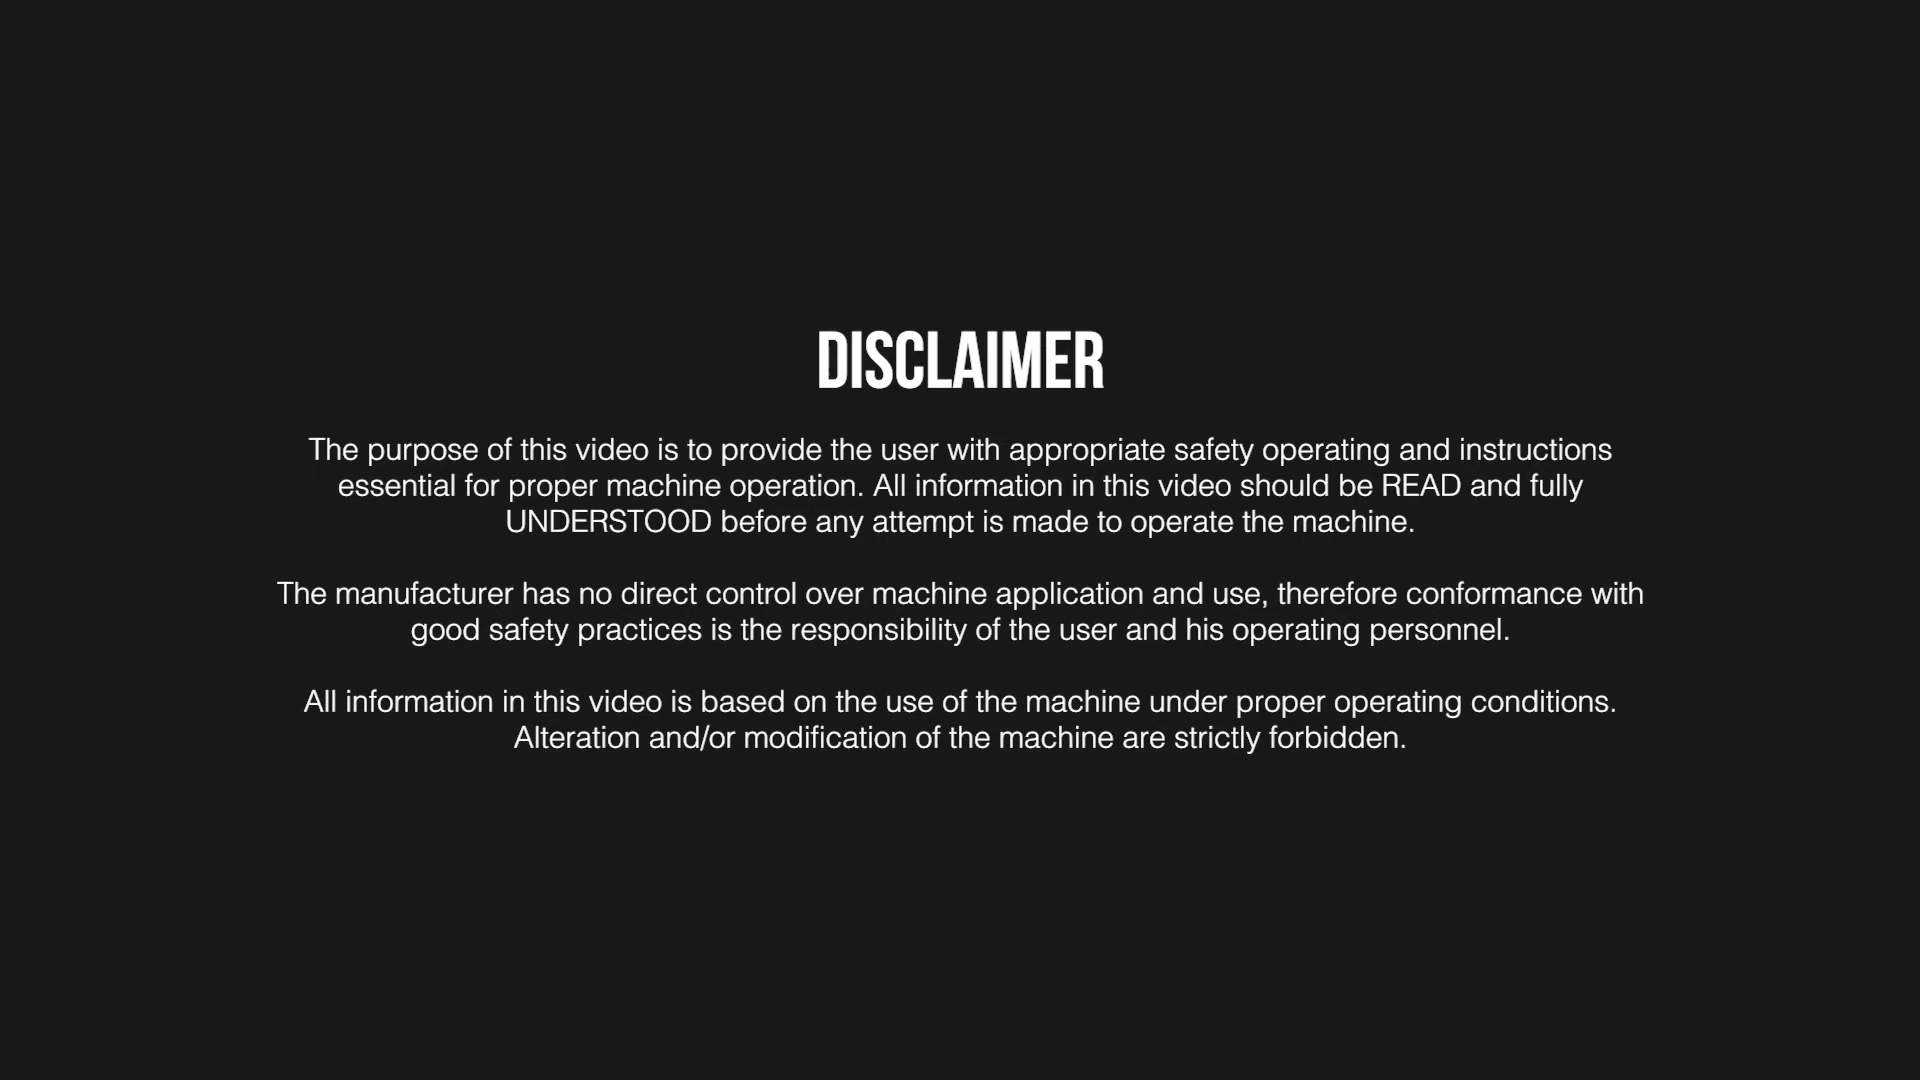 DISCLAIMER
The purpose of this video is to provide the user with appropriate safety operating and instructions
essential for proper machine operation. All information in this video should be READ and fully
UNDERSTOOD before any attempt is made to operate the machine.
The manufacturer has no direct control over machine application and use, therefore conformance with
good safety practices is the responsibility of the user and his operating personnel.
All information in this video is based on the use of the machine under proper operating conditions.
Alteration and/or modification of the machine are strictly forbidden.